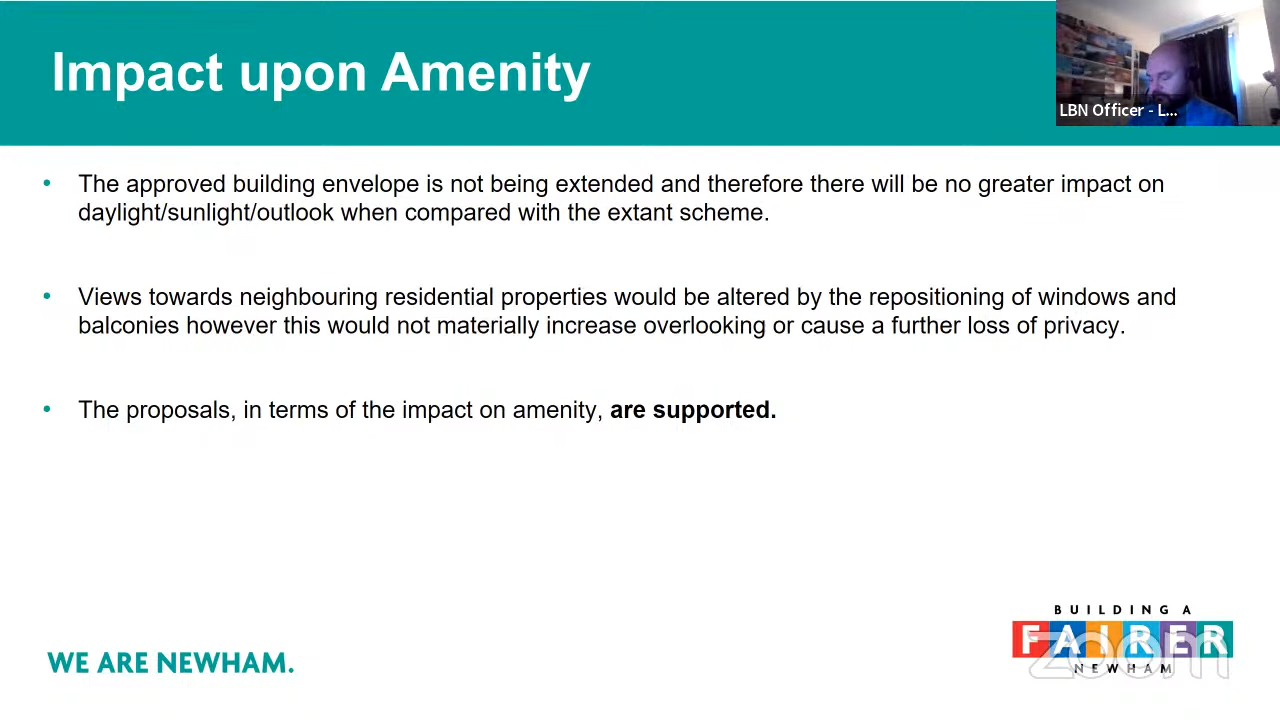 Impact upon Amenity
LBN Officer - L...
• The approved building envelope is not being extended and therefore there will be no greater impact on
daylight/sunlight/outlook when compared with the extant scheme.
• Views towards neighbouring residential properties would be altered by the repositioning of windows and
balconies however this would not materially increase overlooking or cause a further loss of privacy.
• The proposals, in terms of the impact on amenity, are supported.
BUILDING A
FAIRER
NEWHAM
zoom
WE ARE NEWHAM.